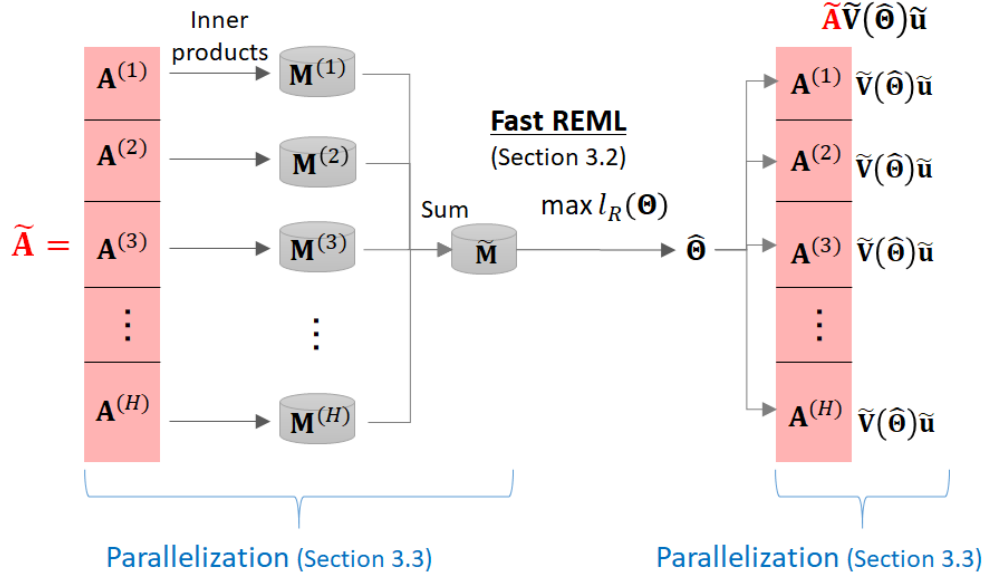 ÃṼ(Θ̂)ũ
Inner
products
A⁽¹⁾
M⁽¹⁾
A⁽¹⁾ Ṽ(Θ̂)ũ
Fast REML
(Section 3.2)
A⁽²⁾
M⁽²⁾
A⁽²⁾ Ṽ(Θ̂)ũ
Sum
max l_R(Θ)
Ã =
A⁽³⁾
M⁽³⁾
M̃
Θ̂
A⁽³⁾ Ṽ(Θ̂)ũ
⋮
⋮
⋮
A⁽ᴴ⁾
M⁽ᴴ⁾
A⁽ᴴ⁾ Ṽ(Θ̂)ũ
Parallelization (Section 3.3)
Parallelization (Section 3.3)